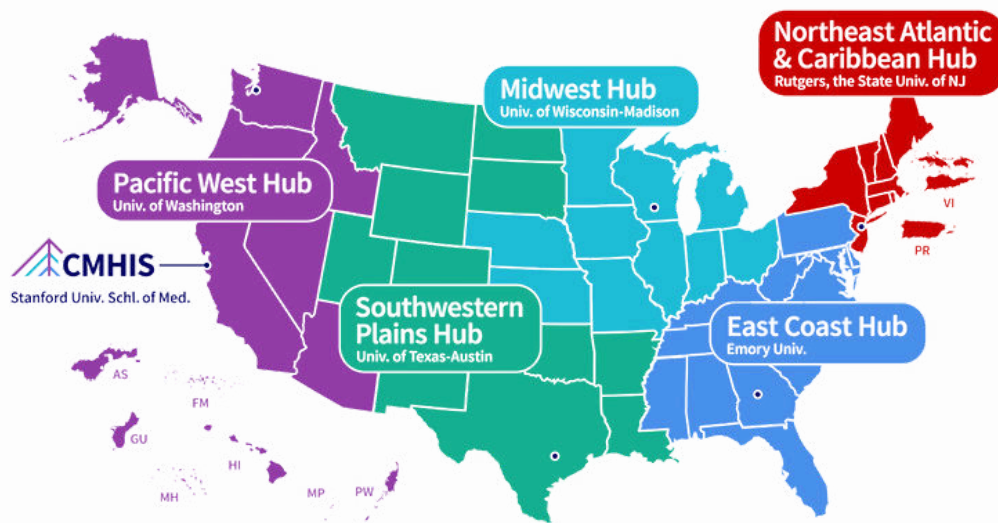 Northeast Atlantic
& Caribbean Hub
Rutgers, the State Univ. of NJ
Midwest Hub
Univ. of Wisconsin-Madison
Pacific West Hub
Univ. of Washington
VI
PR
CMHIS
Stanford Univ. Schl. of Med.
Southwestern
Plains Hub
Univ. of Texas-Austin
East Coast Hub
Emory Univ.
AS
FM
GU
HI
MH
MP
PW